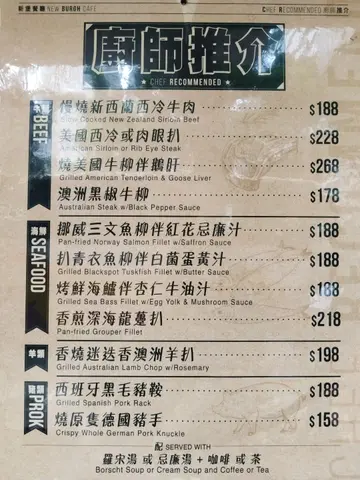 新寶餐廳 NEW BURGH CAFE
CHEF RECOMMENDED 廚師推介
廚師推介
★ CHEF RECOMMENDED ★
BEEF
慢燒新西蘭西冷牛肉 $188
Slow Cooked New Zealand Sirloin Beef
美國西冷或肉眼扒 $228
American Sirloin or Rib Eye Steak
燒美國牛柳伴鵝肝 $268
Grilled American Tenderloin & Goose Liver
澳洲黑椒牛柳 $178
Australian Steak w/Black Pepper Sauce
海鮮 SEAFOOD
挪威三文魚柳伴紅花忌廉汁 $188
Pan-fried Norway Salmon Fillet w/Saffron Sauce
扒青衣魚柳伴白菌蛋黃汁 $188
Grilled Blackspot Tuskfish Fillet w/Butter Sauce
烤鮮海鱸伴杏仁牛油汁 $188
Grilled Sea Bass Fillet w/Egg Yolk & Mushroom Sauce
香煎深海龍躉扒 $218
Pan-fried Grouper Fillet
羊類
香燒迷迭香澳洲羊扒 $198
Grilled Australian Lamb Chop w/Rosemary
豬類 PROK
西班牙黑毛豬鞍 $188
Grilled Spanish Pork Rack
燒原隻德國豬手 $158
Crispy Whole German Pork Knuckle
配 SERVED WITH
羅宋湯 或 忌廉湯 + 咖啡 或 茶
Borscht Soup or Cream Soup and Coffee or Tea